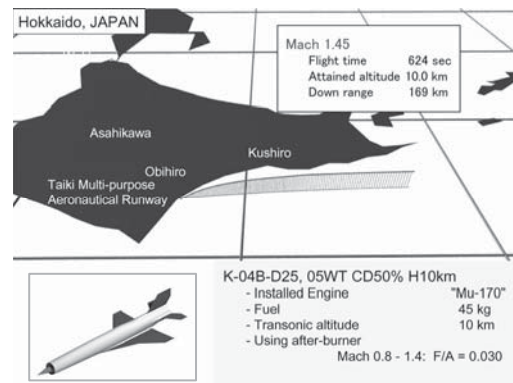 Hokkaido, JAPAN
Mach 1.45
Flight time 624 sec
Attained altitude 10.0 km
Down range 169 km
Asahikawa
Kushiro
Obihiro
Taiki Multi-purpose
Aeronautical Runway
K-04B-D25, 05WT CD50% H10km
- Installed Engine "Mu-170"
- Fuel 45 kg
- Transonic altitude 10 km
- Using after-burner
Mach 0.8 - 1.4: F/A = 0.030